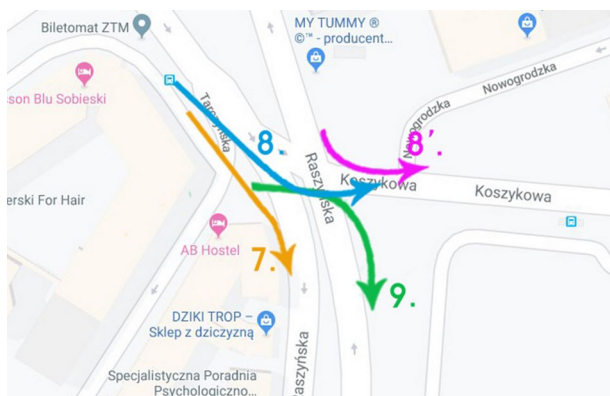 Biletomat ZTM
MY TUMMY ®
©™ - producent...
sson Blu Sobieski
Nowogrodzka
Nowogrodzka
Tarczyńska
8.
8'.
Raszyńska
Koszykowa
Koszykowa
erski For Hair
AB Hostel
7.
9.
DZIKI TROP –
Sklep z dziczyzną
Raszyńska
Specjalistyczna Poradnia
Psychologiczno...